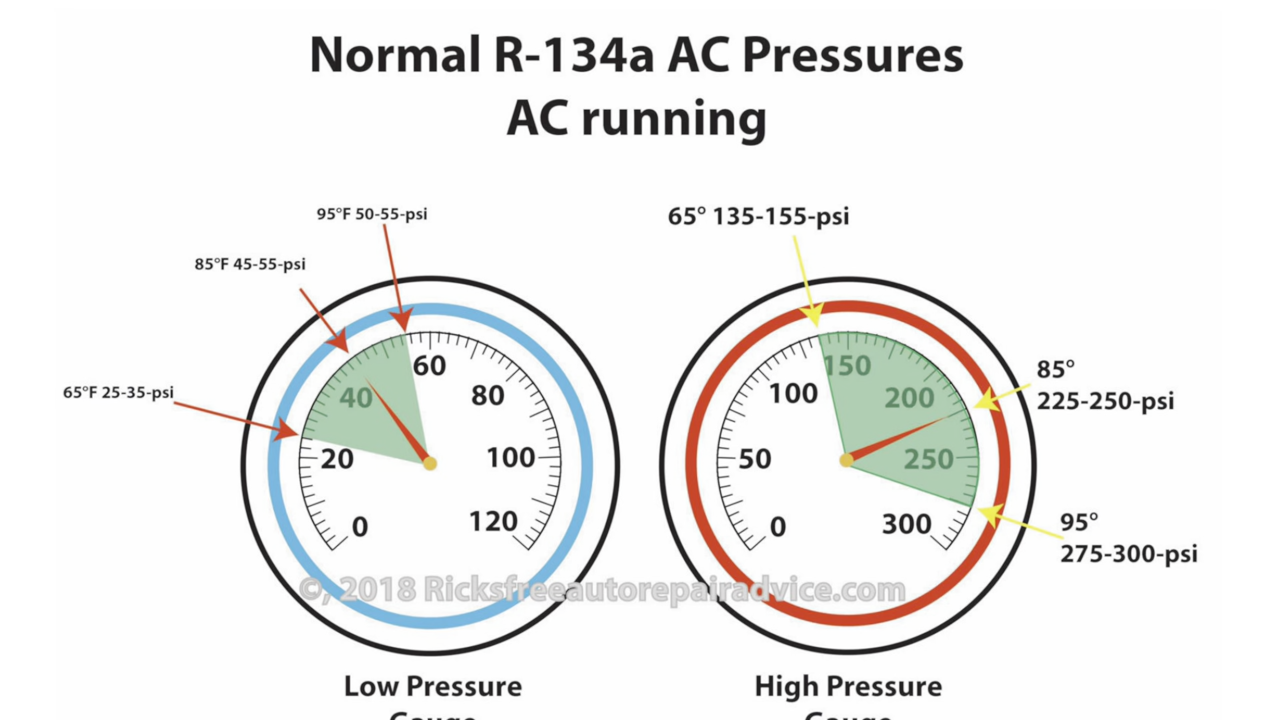 Normal R-134a AC Pressures
AC running
95°F 50-55-psi
85°F 45-55-psi
65°F 25-35-psi
0
20
40
60
80
100
120
65° 135-155-psi
85°
225-250-psi
95°
275-300-psi
0
50
100
150
200
250
300
©, 2018 Ricksfreeautorepairadvice.com
Low Pressure
Gauge
High Pressure
Gauge